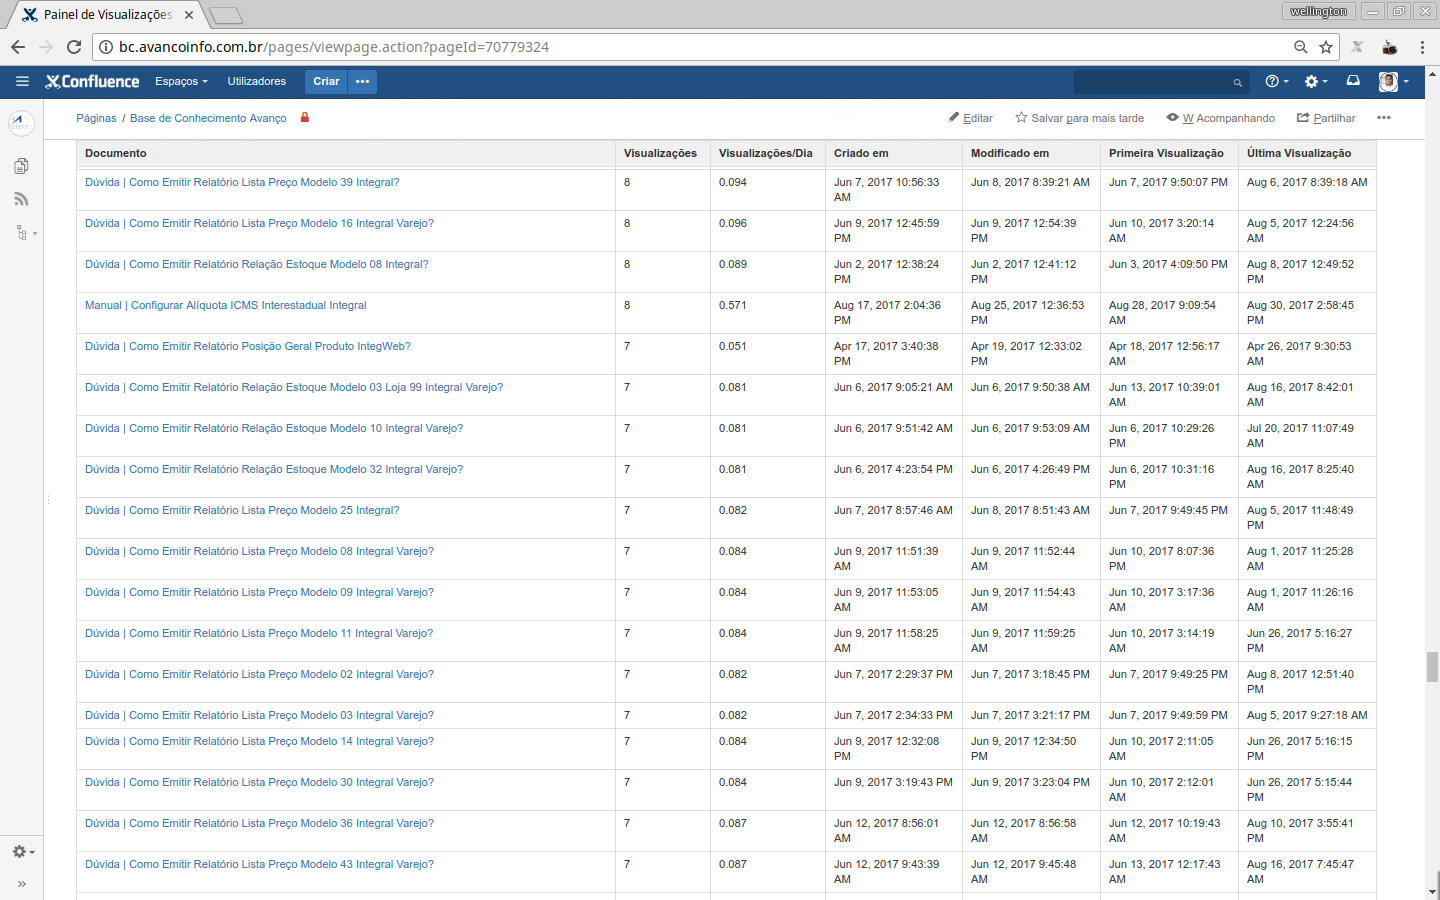 Painel de Visualizações
wellington
bc.avancoinfo.com.br/pages/viewpage.action?pageId=70779324
Confluence Espaços Utilizadores Criar •••
Páginas / Base de Conhecimento Avanço Editar Salvar para mais tarde W Acompanhando Partilhar •••
Documento Visualizações Visualizações/Dia Criado em Modificado em Primeira Visualização Última Visualização
Dúvida | Como Emitir Relatório Lista Preço Modelo 39 Integral? 8 0.094 Jun 7, 2017 10:56:33 AM Jun 8, 2017 8:39:21 AM Jun 7, 2017 9:50:07 PM Aug 6, 2017 8:39:18 AM
Dúvida | Como Emitir Relatório Lista Preço Modelo 16 Integral Varejo? 8 0.096 Jun 9, 2017 12:45:59 PM Jun 9, 2017 12:54:39 PM Jun 10, 2017 3:20:14 AM Aug 5, 2017 12:24:56 AM
Dúvida | Como Emitir Relatório Relação Estoque Modelo 08 Integral? 8 0.089 Jun 2, 2017 12:38:24 PM Jun 2, 2017 12:41:12 PM Jun 3, 2017 4:09:50 PM Aug 8, 2017 12:49:52 PM
Manual | Configurar Alíquota ICMS Interestadual Integral 8 0.571 Aug 17, 2017 2:04:36 PM Aug 25, 2017 12:36:53 PM Aug 28, 2017 9:09:54 AM Aug 30, 2017 2:58:45 PM
Dúvida | Como Emitir Relatório Posição Geral Produto IntegWeb? 7 0.051 Apr 17, 2017 3:40:38 PM Apr 19, 2017 12:33:02 PM Apr 18, 2017 12:56:17 AM Apr 26, 2017 9:30:53 AM
Dúvida | Como Emitir Relatório Relação Estoque Modelo 03 Loja 99 Integral Varejo? 7 0.081 Jun 6, 2017 9:05:21 AM Jun 6, 2017 9:50:38 AM Jun 13, 2017 10:39:01 AM Aug 16, 2017 8:42:01 AM
Dúvida | Como Emitir Relatório Relação Estoque Modelo 10 Integral Varejo? 7 0.081 Jun 6, 2017 9:51:42 AM Jun 6, 2017 9:53:09 AM Jun 6, 2017 10:29:26 PM Jul 20, 2017 11:07:49 AM
Dúvida | Como Emitir Relatório Relação Estoque Modelo 32 Integral Varejo? 7 0.081 Jun 6, 2017 4:23:54 PM Jun 6, 2017 4:26:49 PM Jun 6, 2017 10:31:16 PM Aug 16, 2017 8:25:40 AM
Dúvida | Como Emitir Relatório Lista Preço Modelo 25 Integral? 7 0.082 Jun 7, 2017 8:57:46 AM Jun 8, 2017 8:51:43 AM Jun 7, 2017 9:49:45 PM Aug 5, 2017 11:48:49 PM
Dúvida | Como Emitir Relatório Lista Preço Modelo 08 Integral Varejo? 7 0.084 Jun 9, 2017 11:51:39 AM Jun 9, 2017 11:52:44 AM Jun 10, 2017 8:07:36 PM Aug 1, 2017 11:25:28 AM
Dúvida | Como Emitir Relatório Lista Preço Modelo 09 Integral Varejo? 7 0.084 Jun 9, 2017 11:53:05 AM Jun 9, 2017 11:54:43 AM Jun 10, 2017 3:17:36 AM Aug 1, 2017 11:26:16 AM
Dúvida | Como Emitir Relatório Lista Preço Modelo 11 Integral Varejo? 7 0.084 Jun 9, 2017 11:58:25 AM Jun 9, 2017 11:59:25 AM Jun 10, 2017 3:14:19 AM Jun 26, 2017 5:16:27 PM
Dúvida | Como Emitir Relatório Lista Preço Modelo 02 Integral Varejo? 7 0.082 Jun 7, 2017 2:29:37 PM Jun 7, 2017 3:18:45 PM Jun 7, 2017 9:49:25 PM Aug 8, 2017 12:51:40 PM
Dúvida | Como Emitir Relatório Lista Preço Modelo 03 Integral Varejo? 7 0.082 Jun 7, 2017 2:34:33 PM Jun 7, 2017 3:21:17 PM Jun 7, 2017 9:49:59 PM Aug 5, 2017 9:27:18 AM
Dúvida | Como Emitir Relatório Lista Preço Modelo 14 Integral Varejo? 7 0.084 Jun 9, 2017 12:32:08 PM Jun 9, 2017 12:34:50 PM Jun 10, 2017 2:11:05 AM Jun 26, 2017 5:16:15 PM
Dúvida | Como Emitir Relatório Lista Preço Modelo 30 Integral Varejo? 7 0.084 Jun 9, 2017 3:19:43 PM Jun 9, 2017 3:23:04 PM Jun 10, 2017 2:12:01 AM Jun 26, 2017 5:15:44 PM
Dúvida | Como Emitir Relatório Lista Preço Modelo 36 Integral Varejo? 7 0.087 Jun 12, 2017 8:56:01 AM Jun 12, 2017 8:56:58 AM Jun 12, 2017 10:19:43 AM Aug 10, 2017 3:55:41 PM
Dúvida | Como Emitir Relatório Lista Preço Modelo 43 Integral Varejo? 7 0.087 Jun 12, 2017 9:43:39 AM Jun 12, 2017 9:45:48 AM Jun 13, 2017 12:17:43 AM Aug 16, 2017 7:45:47 AM